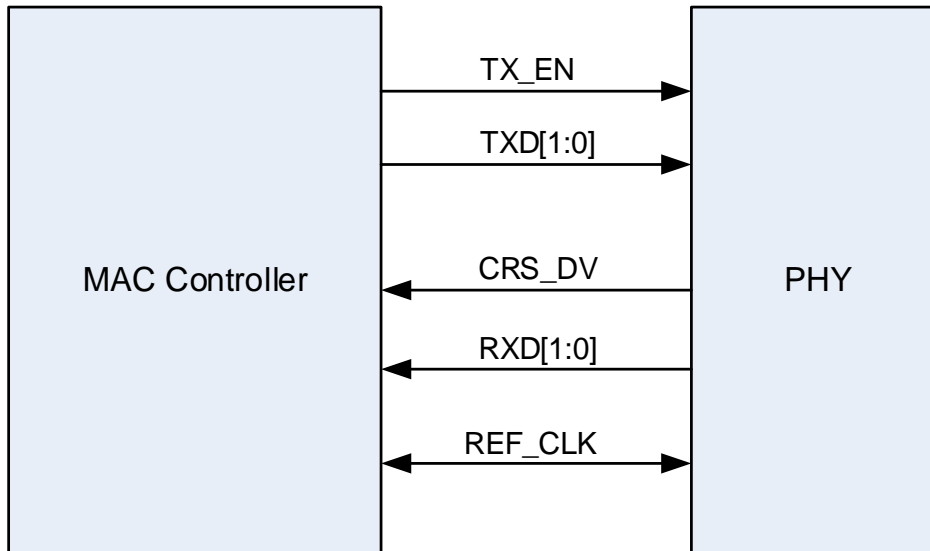 TX_EN
TXD[1:0]
MAC Controller
CRS_DV
PHY
RXD[1:0]
REF_CLK